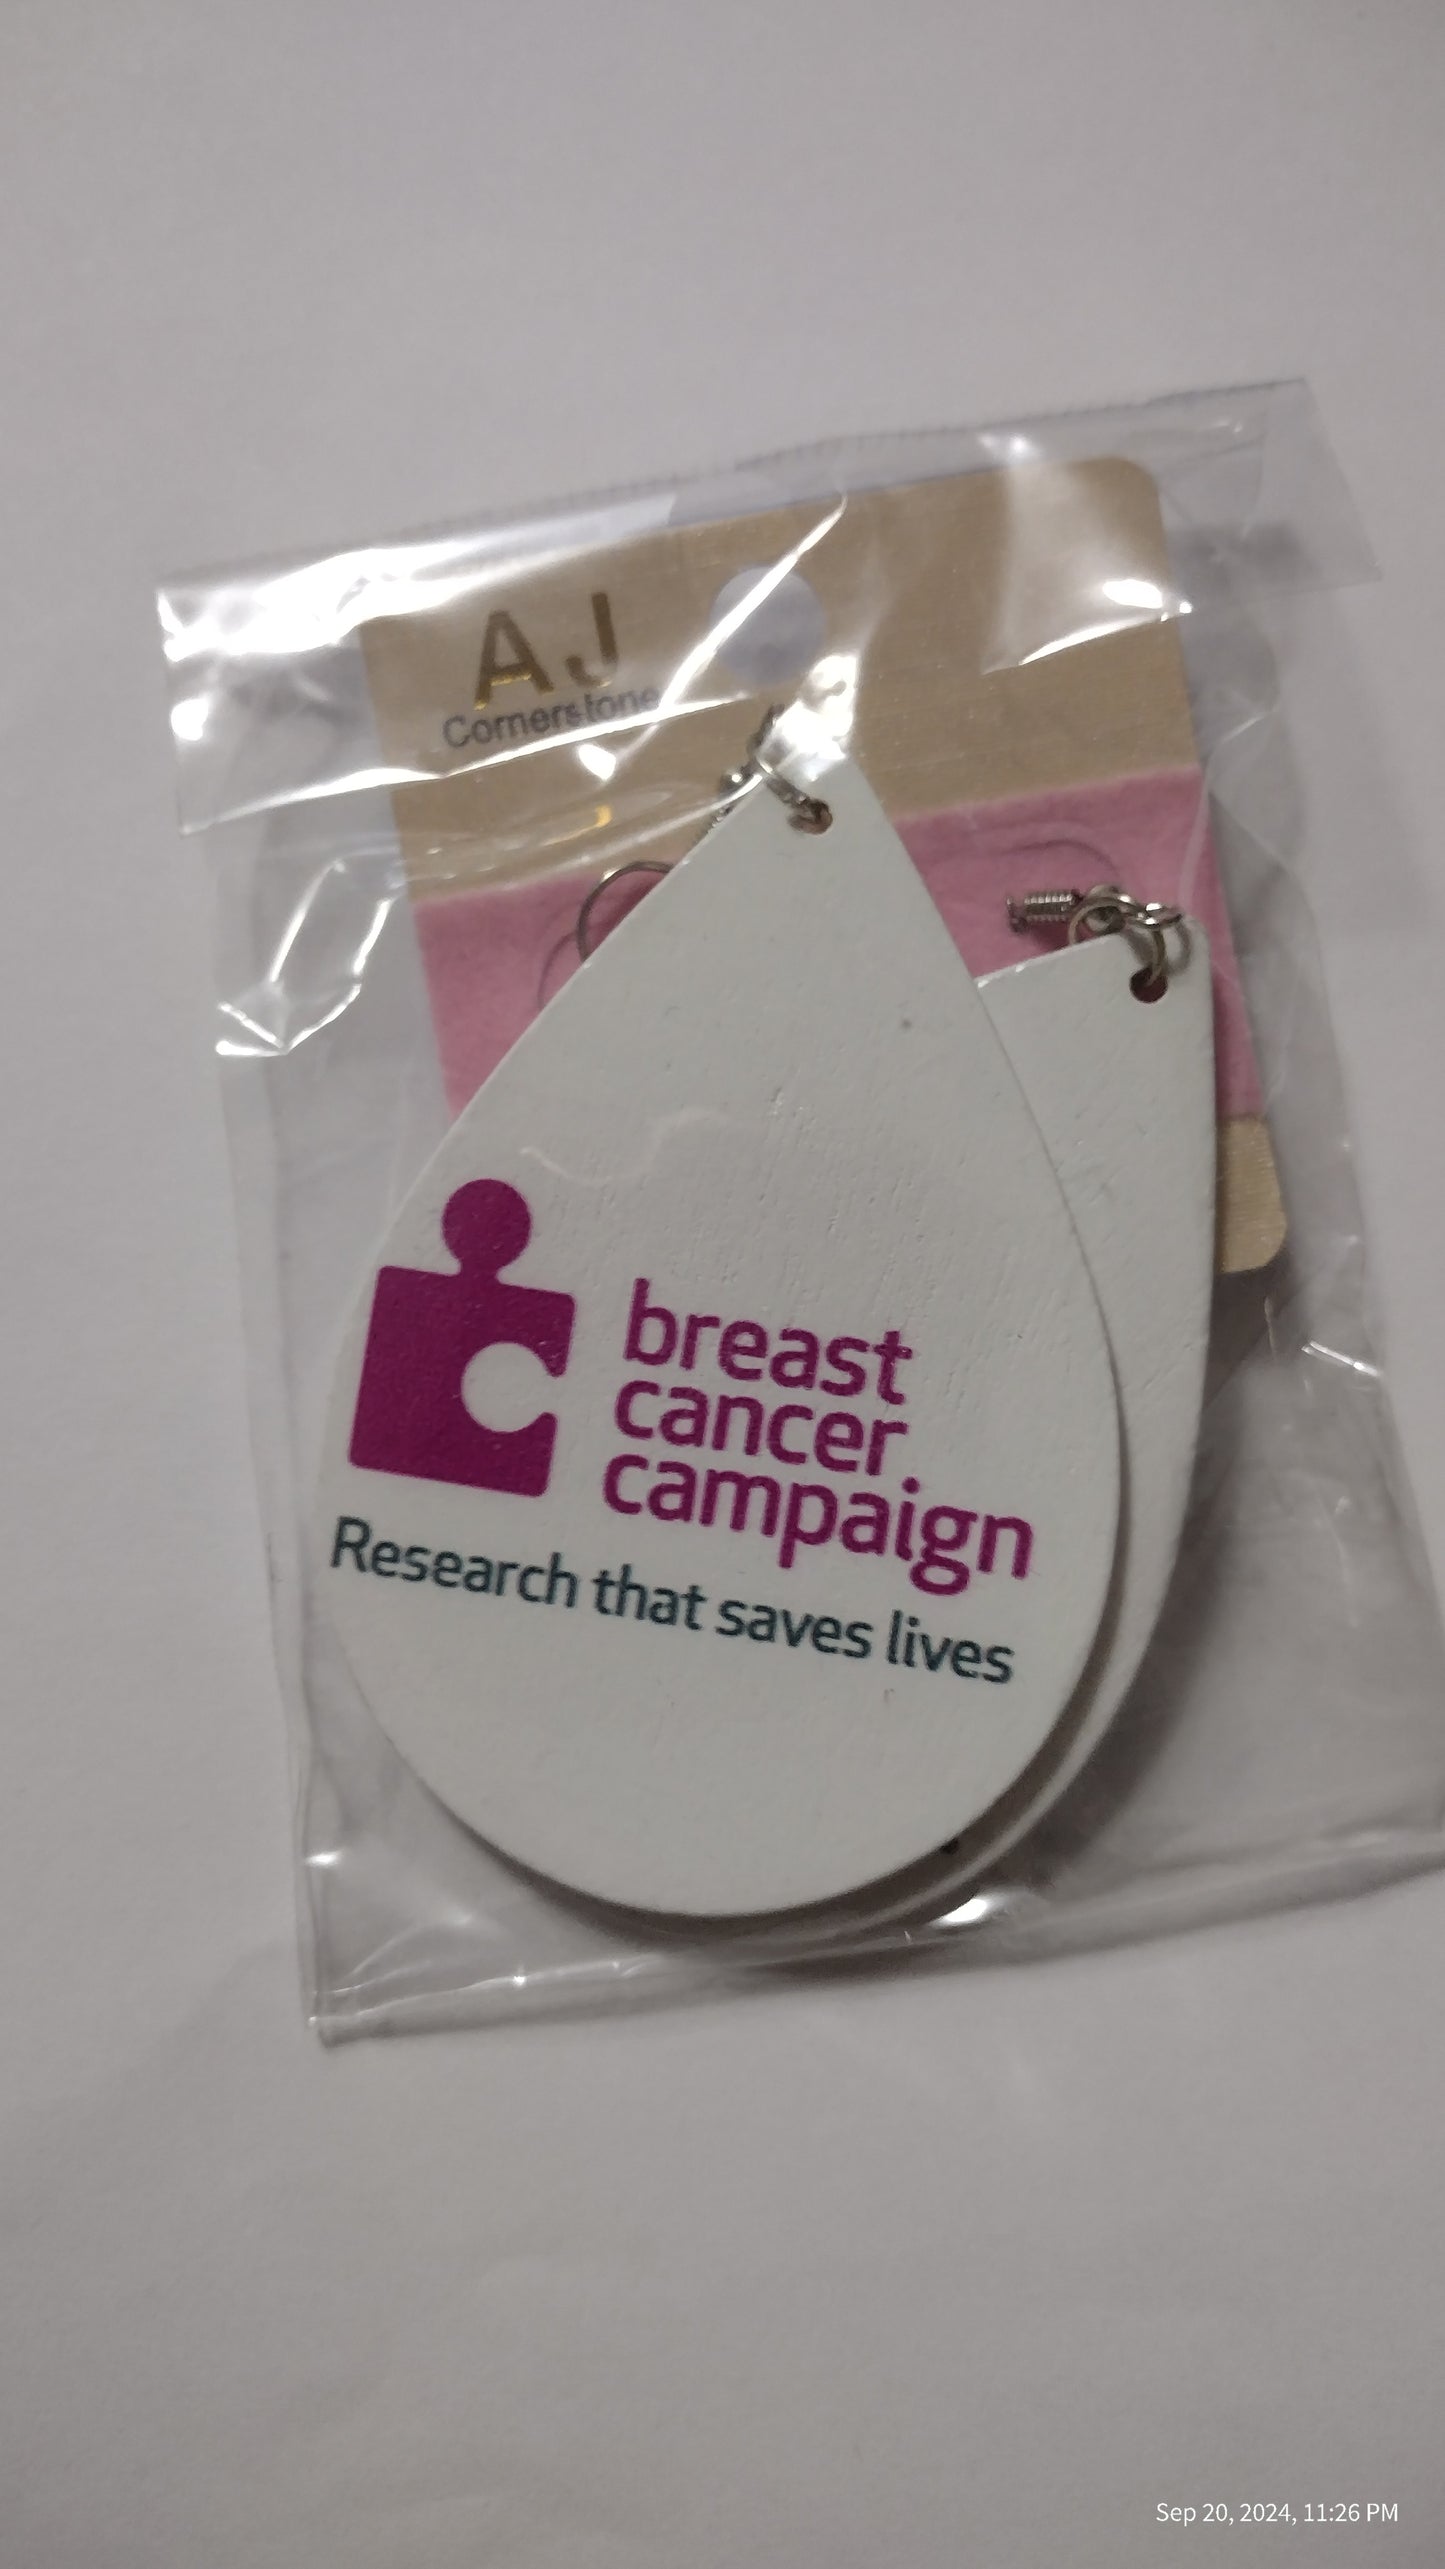 AJ
Cornerstone
breast
cancer
campaign
Research that saves lives
Sep 20, 2024, 11:26 PM